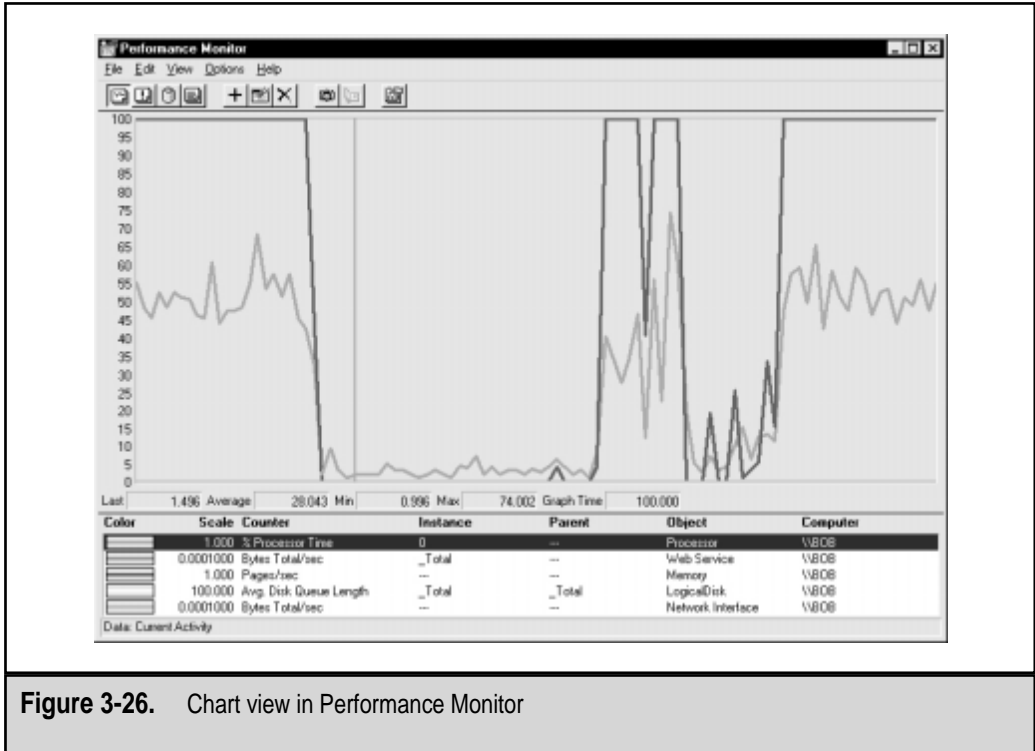 Performance Monitor
File Edit View Options Help
100
95
90
85
80
75
70
65
60
55
50
45
40
35
30
25
20
15
10
5
0
Last 1.496 Average 28.043 Min 0.996 Max 74.002 Graph Time 100.000
Color Scale Counter Instance Parent Object Computer
1.000 % Processor Time 0 --- Processor \\BOB
0.0001000 Bytes Total/sec _Total --- Web Service \\BOB
1.000 Pages/sec --- --- Memory \\BOB
100.000 Avg. Disk Queue Length _Total _Total LogicalDisk \\BOB
0.0001000 Bytes Total/sec --- --- Network Interface \\BOB
Data: Current Activity
Figure 3-26. Chart view in Performance Monitor